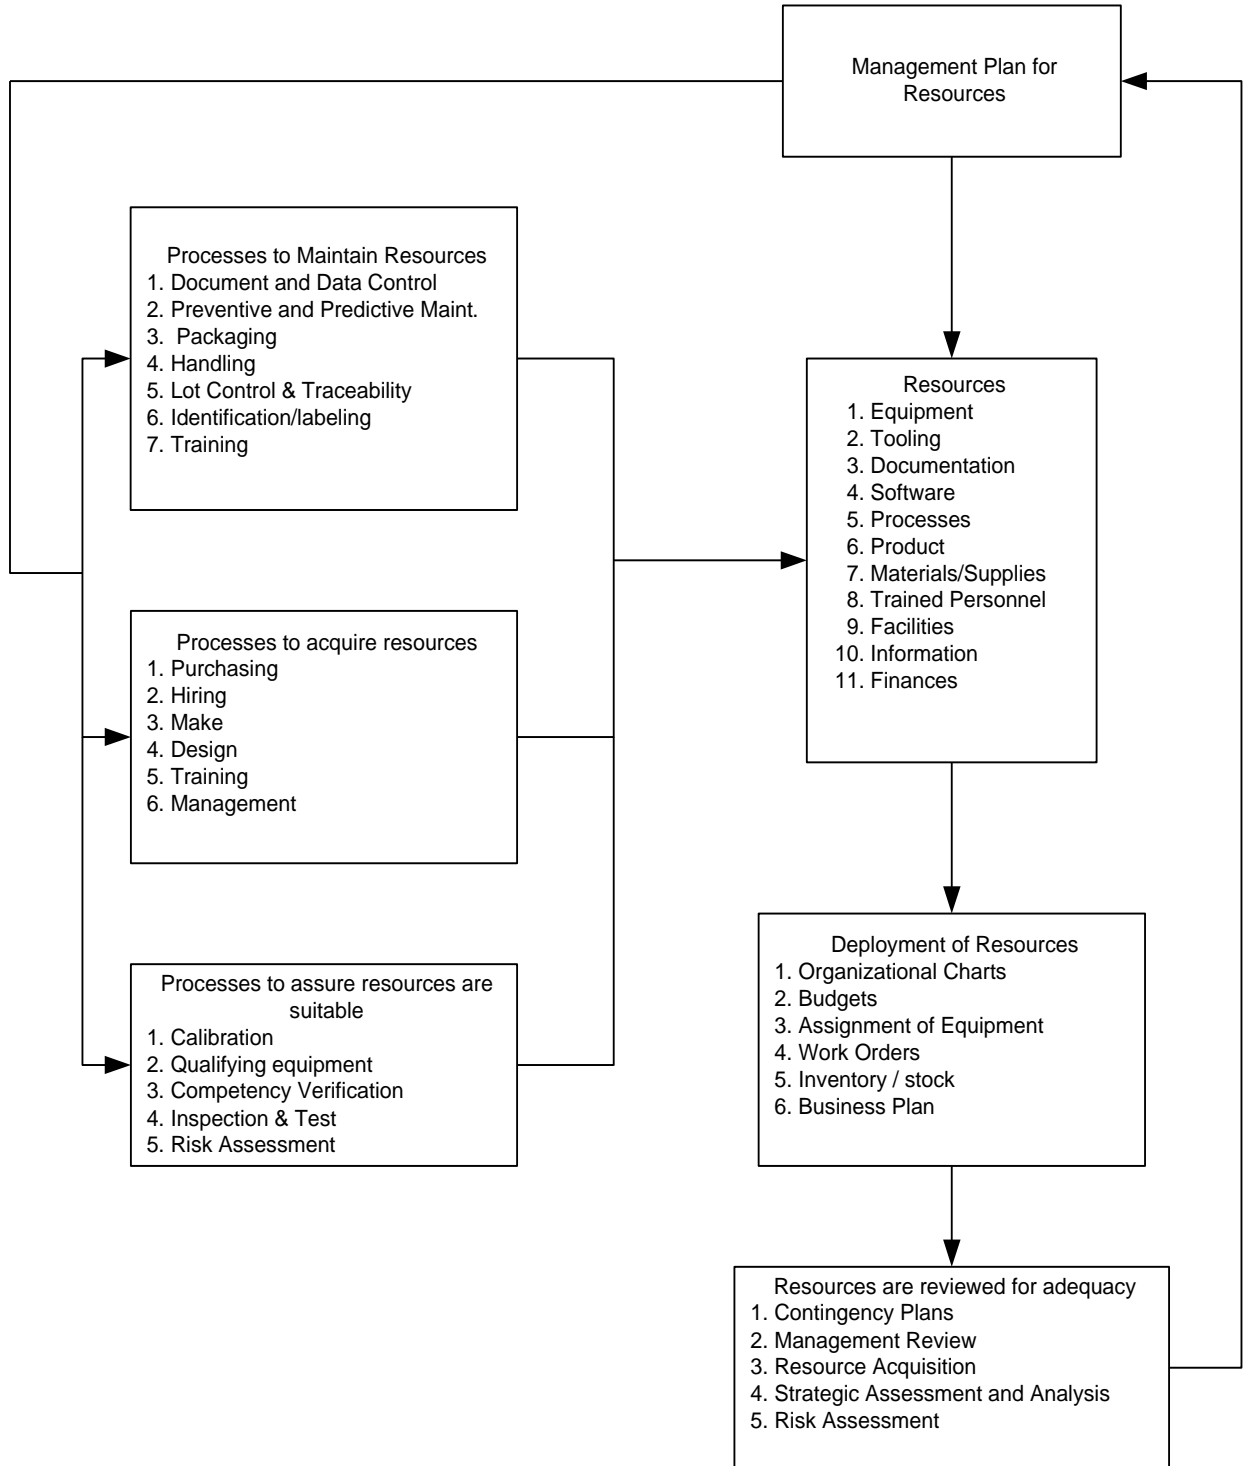 Management Plan for
Resources
Processes to Maintain Resources
1. Document and Data Control
2. Preventive and Predictive Maint.
3. Packaging
4. Handling
5. Lot Control & Traceability
6. Identification/labeling
7. Training
Resources
1. Equipment
2. Tooling
3. Documentation
4. Software
5. Processes
6. Product
7. Materials/Supplies
8. Trained Personnel
9. Facilities
10. Information
11. Finances
Processes to acquire resources
1. Purchasing
2. Hiring
3. Make
4. Design
5. Training
6. Management
Deployment of Resources
1. Organizational Charts
2. Budgets
3. Assignment of Equipment
4. Work Orders
5. Inventory / stock
6. Business Plan
Processes to assure resources are
suitable
1. Calibration
2. Qualifying equipment
3. Competency Verification
4. Inspection & Test
5. Risk Assessment
Resources are reviewed for adequacy
1. Contingency Plans
2. Management Review
3. Resource Acquisition
4. Strategic Assessment and Analysis
5. Risk Assessment